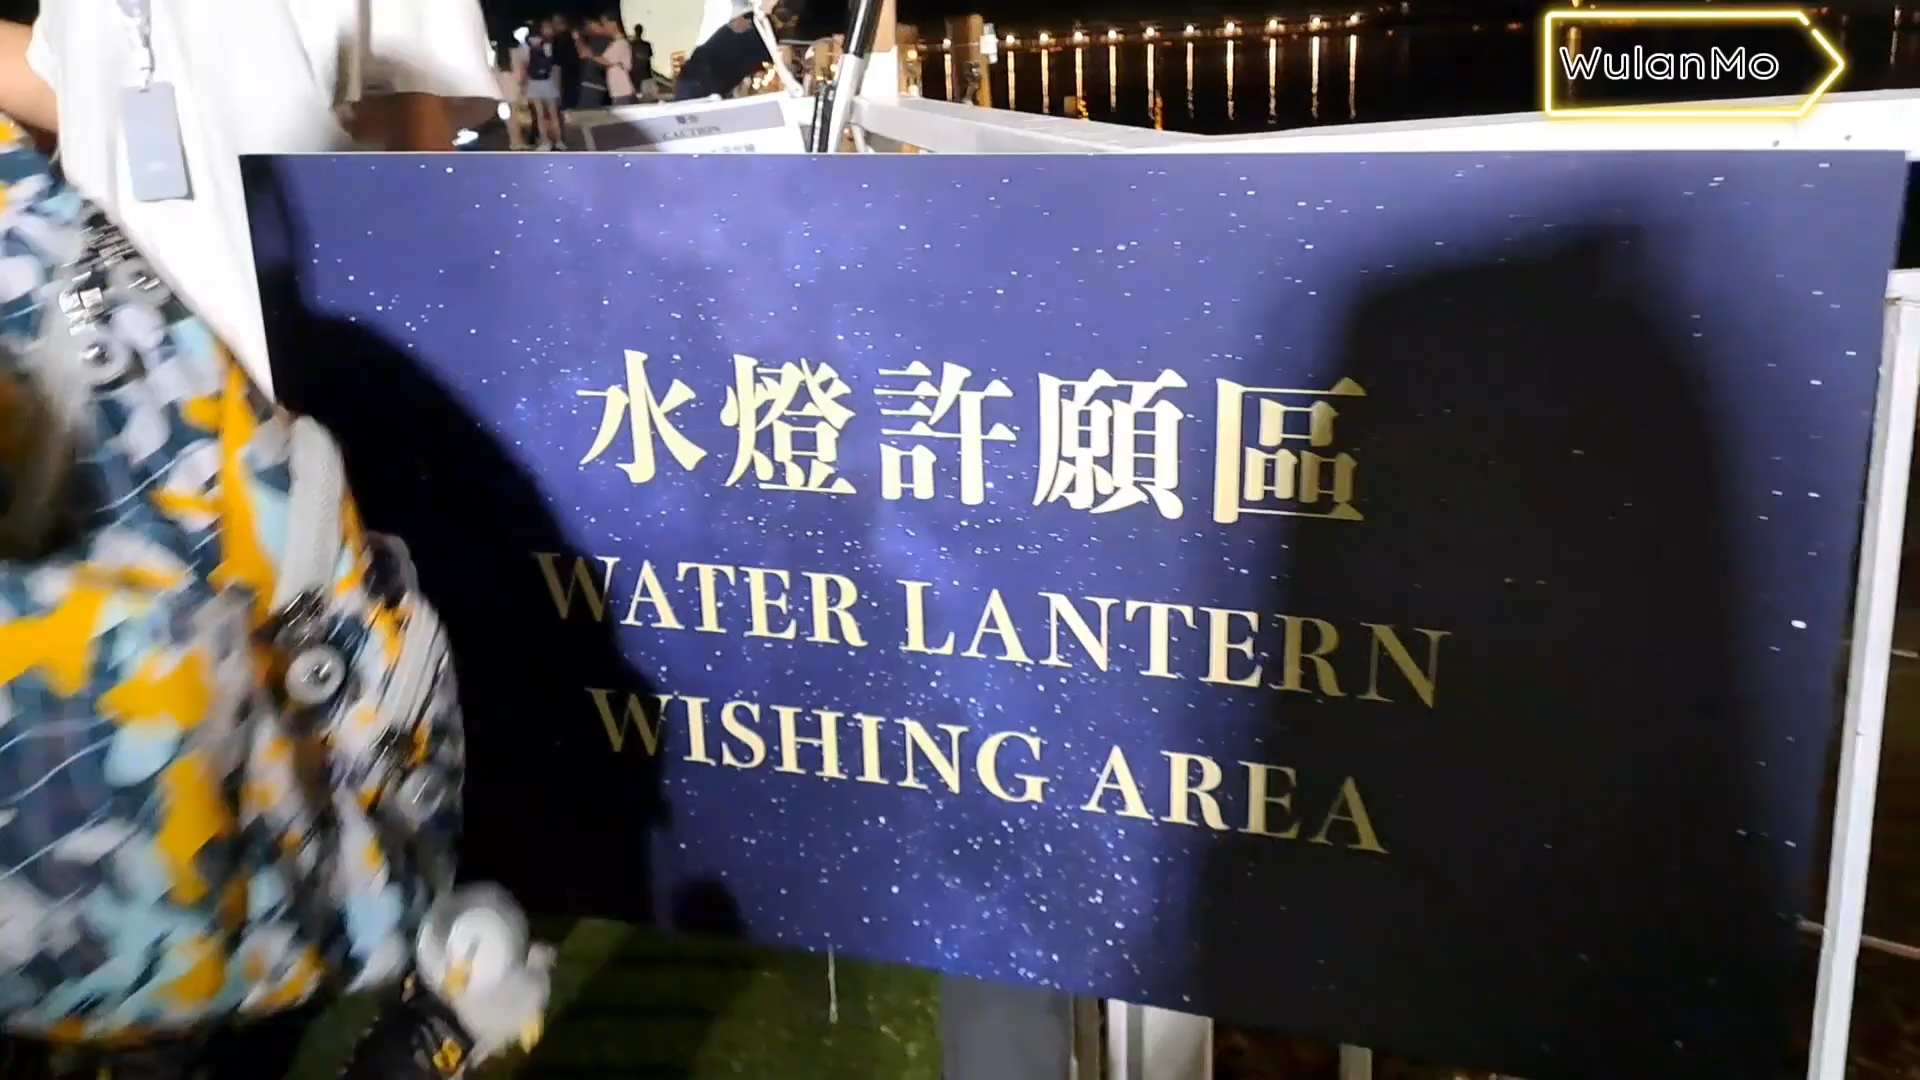 WulanMo
CAUTION
水燈許願區
WATER LANTERN
WISHING AREA